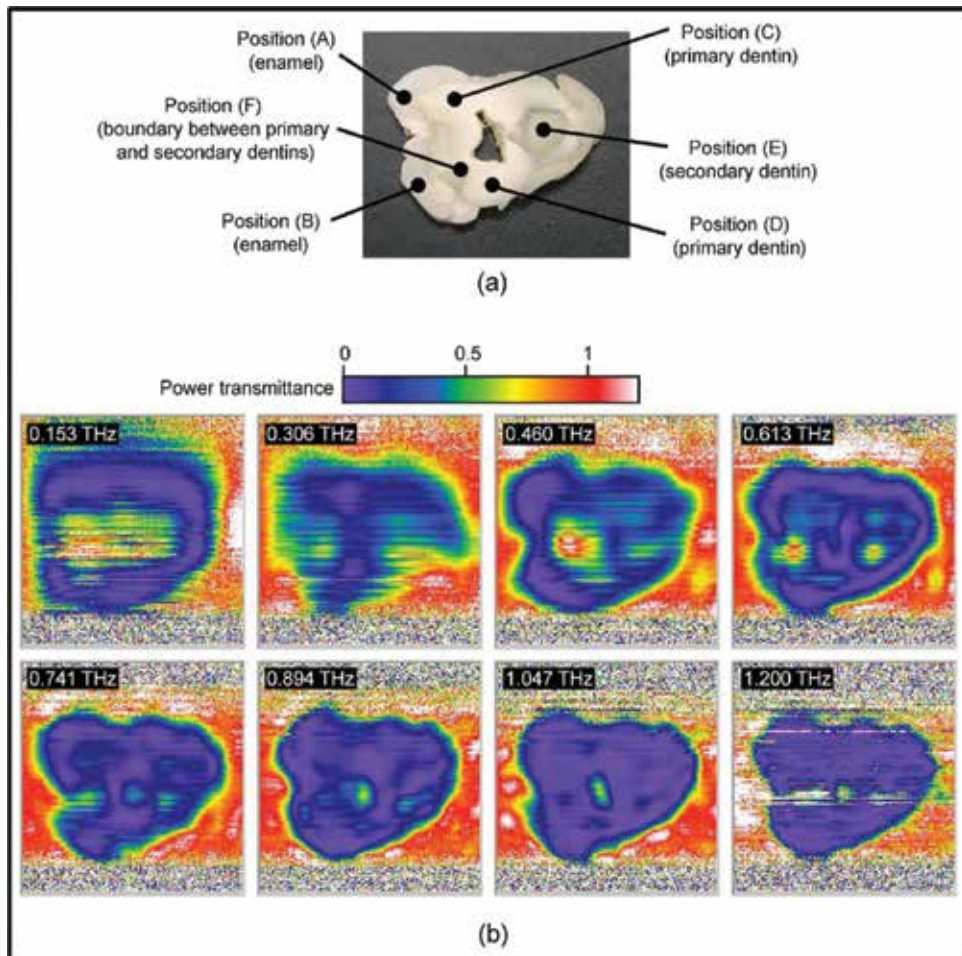 Position (A)
(enamel)
Position (C)
(primary dentin)
Position (F)
(boundary between primary
and secondary dentins)
Position (E)
(secondary dentin)
Position (B)
(enamel)
Position (D)
(primary dentin)
(a)
0 0.5 1
Power transmittance
0.153 THz 0.306 THz 0.460 THz 0.613 THz
0.741 THz 0.894 THz 1.047 THz 1.200 THz
(b)